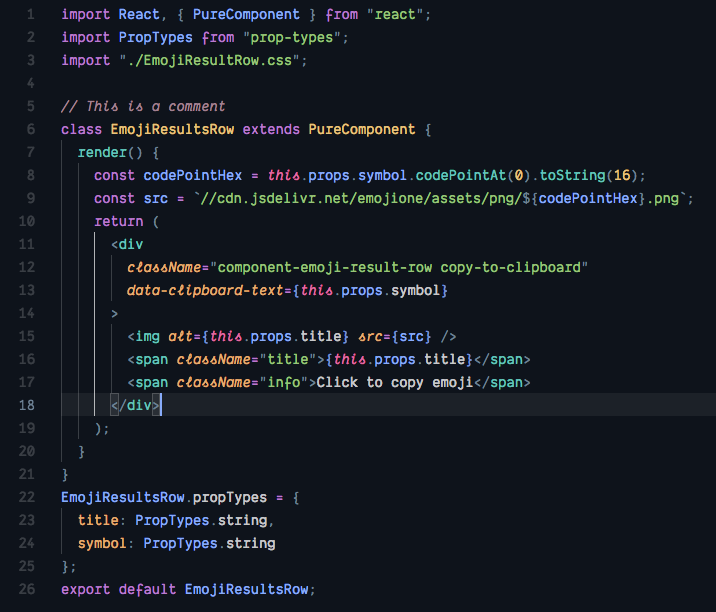 1 import React, { PureComponent } from "react";
2 import PropTypes from "prop-types";
3 import "./EmojiResultRow.css";
4
5 // This is a comment
6 class EmojiResultsRow extends PureComponent {
7   render() {
8     const codePointHex = this.props.symbol.codePointAt(0).toString(16);
9     const src = `//cdn.jsdelivr.net/emojione/assets/png/${codePointHex}.png`;
10     return (
11       <div
12         className="component-emoji-result-row copy-to-clipboard"
13         data-clipboard-text={this.props.symbol}
14       >
15         <img alt={this.props.title} src={src} />
16         <span className="title">{this.props.title}</span>
17         <span className="info">Click to copy emoji</span>
18       </div>
19     );
20   }
21 }
22 EmojiResultsRow.propTypes = {
23   title: PropTypes.string,
24   symbol: PropTypes.string
25 };
26 export default EmojiResultsRow;